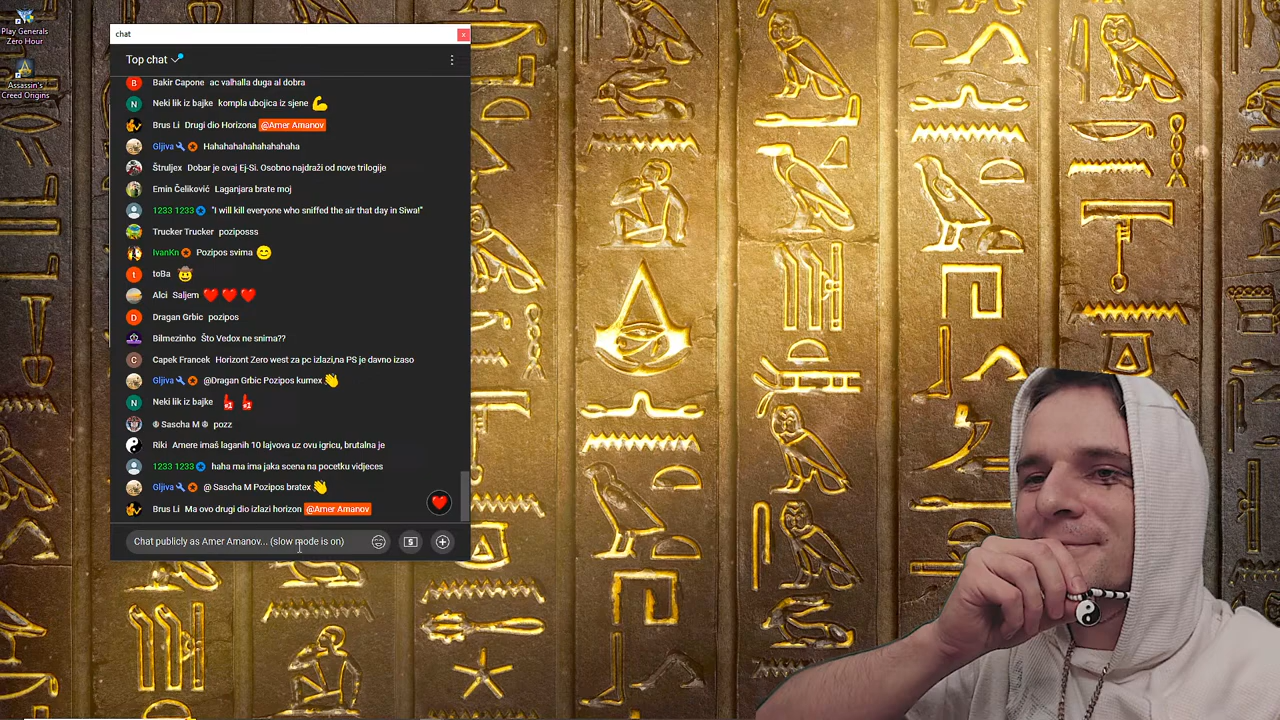 Play Generals
Zero Hour
Assassin's
Creed Origins
chat
Top chat
B Bakir Capone ac valhalla duga al dobra
N Neki lik iz bajke kompla ubojica iz sjene 💪
Brus Li Drugi dio Horizona @Amer Amanov
Gljiva Hahahahahahahahaha
Štruljex Dobar je ovaj Ej-Si. Osobno najdraži od nove trilogije
Emin Čeliković Laganjara brate moj
1233 1233 "I will kill everyone who sniffed the air that day in Siwa!"
Trucker Trucker poziposss
IvanKn Pozipos svima 😊
t toBa 🤠
Alci Saljem ❤️❤️❤️
D Dragan Grbic pozipos
Bilmezinho Što Vedox ne snima??
C Capek Francek Horizont Zero west za pc izlazi,na PS je davno izaso
Gljiva @Dragan Grbic Pozipos kumex 👏
N Neki lik iz bajke #1 #1
☬ Sascha M ☬ pozz
Riki Amere imaš laganih 10 lajvova uz ovu igricu, brutalna je
1233 1233 haha ma ima jaka scena na pocetku vidjeces
Gljiva @ Sascha M Pozipos bratex 👏
Brus Li Ma ovo drugi dio izlazi horizon @Amer Amanov
Chat publicly as Amer Amanov... (slow mode is on)